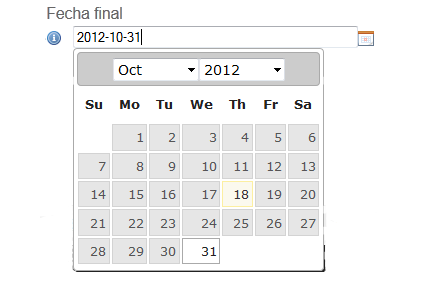 Fecha final
2012-10-31
Oct 2012
Su Mo Tu We Th Fr Sa
1 2 3 4 5 6
7 8 9 10 11 12 13
14 15 16 17 18 19 20
21 22 23 24 25 26 27
28 29 30 31